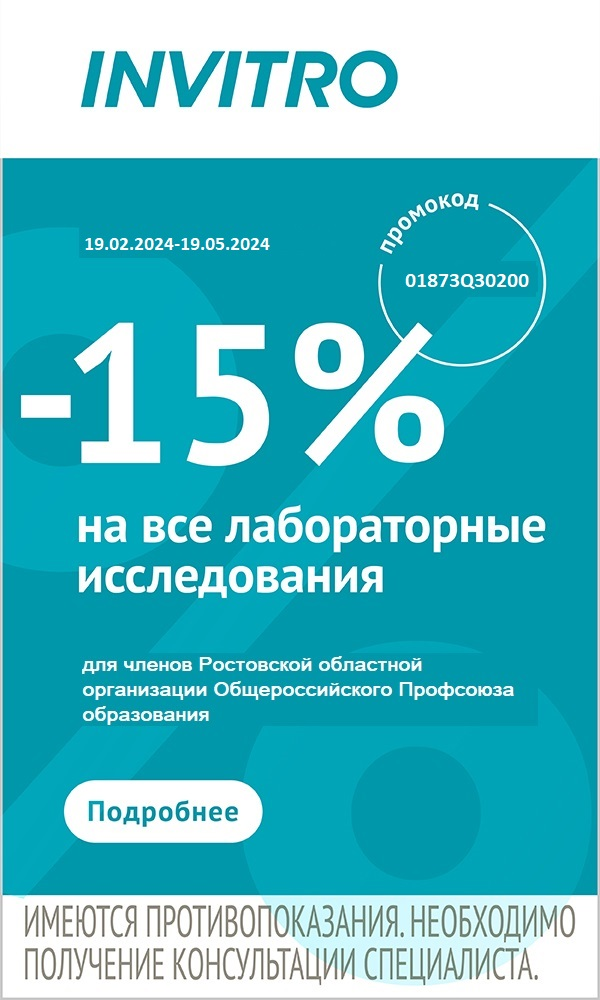 INVITRO
промокод
19.02.2024-19.05.2024
01873Q30200
-15%
на все лабораторные
исследования
для членов Ростовской областной
организации Общероссийского Профсоюза
образования
Подробнее
ИМЕЮТСЯ ПРОТИВОПОКАЗАНИЯ. НЕОБХОДИМО
ПОЛУЧЕНИЕ КОНСУЛЬТАЦИИ СПЕЦИАЛИСТА.